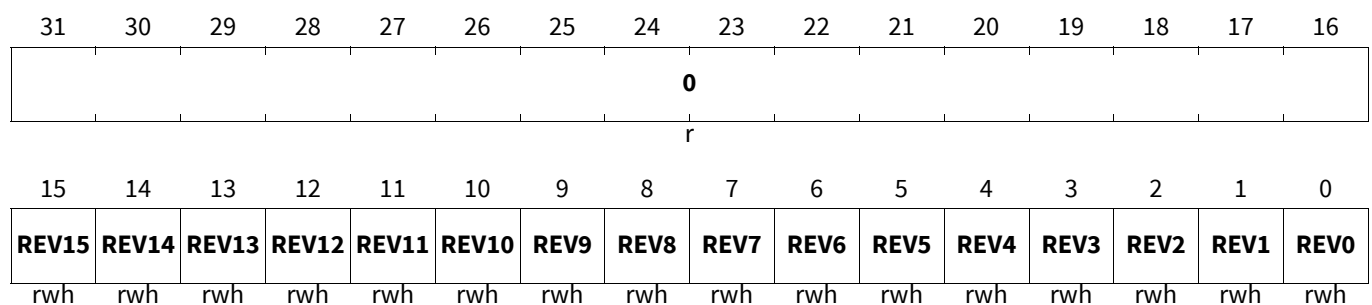 31 30 29 28 27 26 25 24 23 22 21 20 19 18 17 16
0
r
15 14 13 12 11 10 9 8 7 6 5 4 3 2 1 0
REV15 REV14 REV13 REV12 REV11 REV10 REV9 REV8 REV7 REV6 REV5 REV4 REV3 REV2 REV1 REV0
rwh rwh rwh rwh rwh rwh rwh rwh rwh rwh rwh rwh rwh rwh rwh rwh